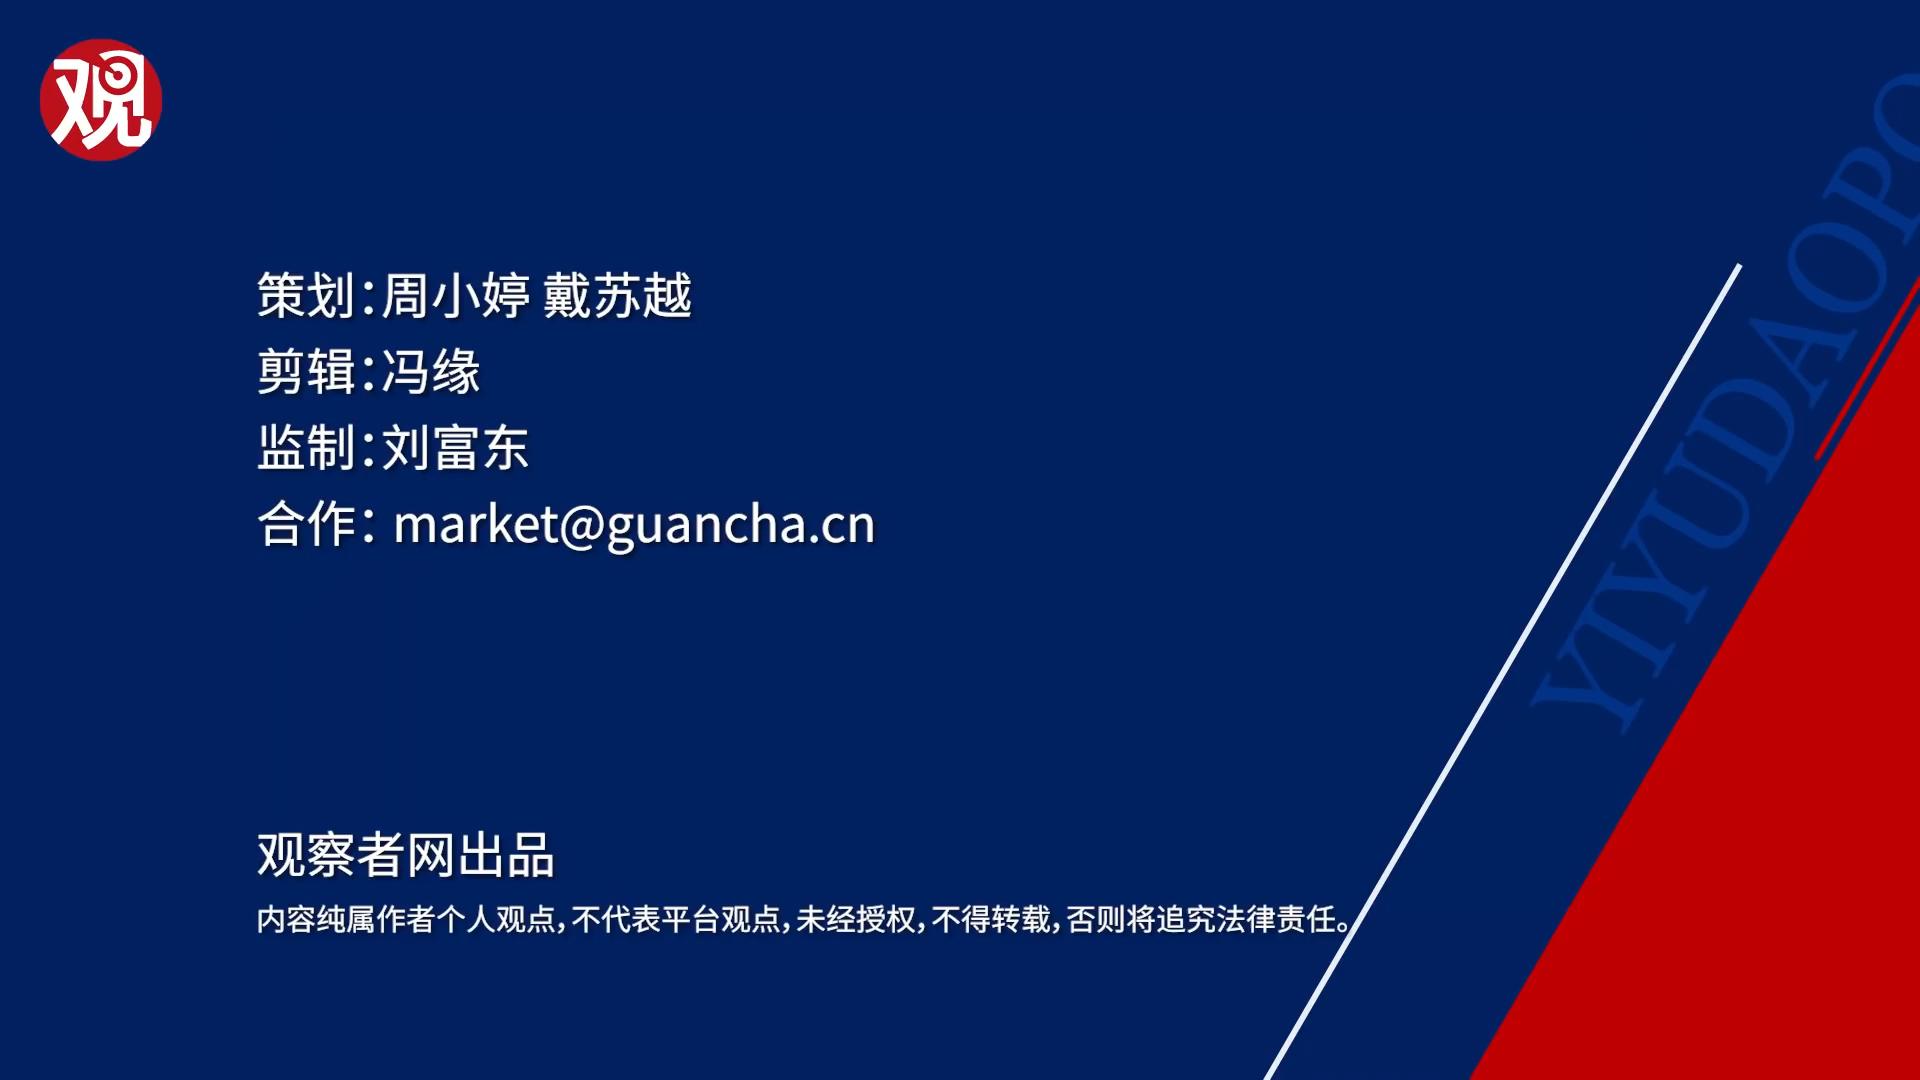 观
策划：周小婷 戴苏越
剪辑：冯缘
监制：刘富东
合作： market@guancha.cn
观察者网出品
内容纯属作者个人观点，不代表平台观点，未经授权，不得转载，否则将追究法律责任。
YIYUDAOPO